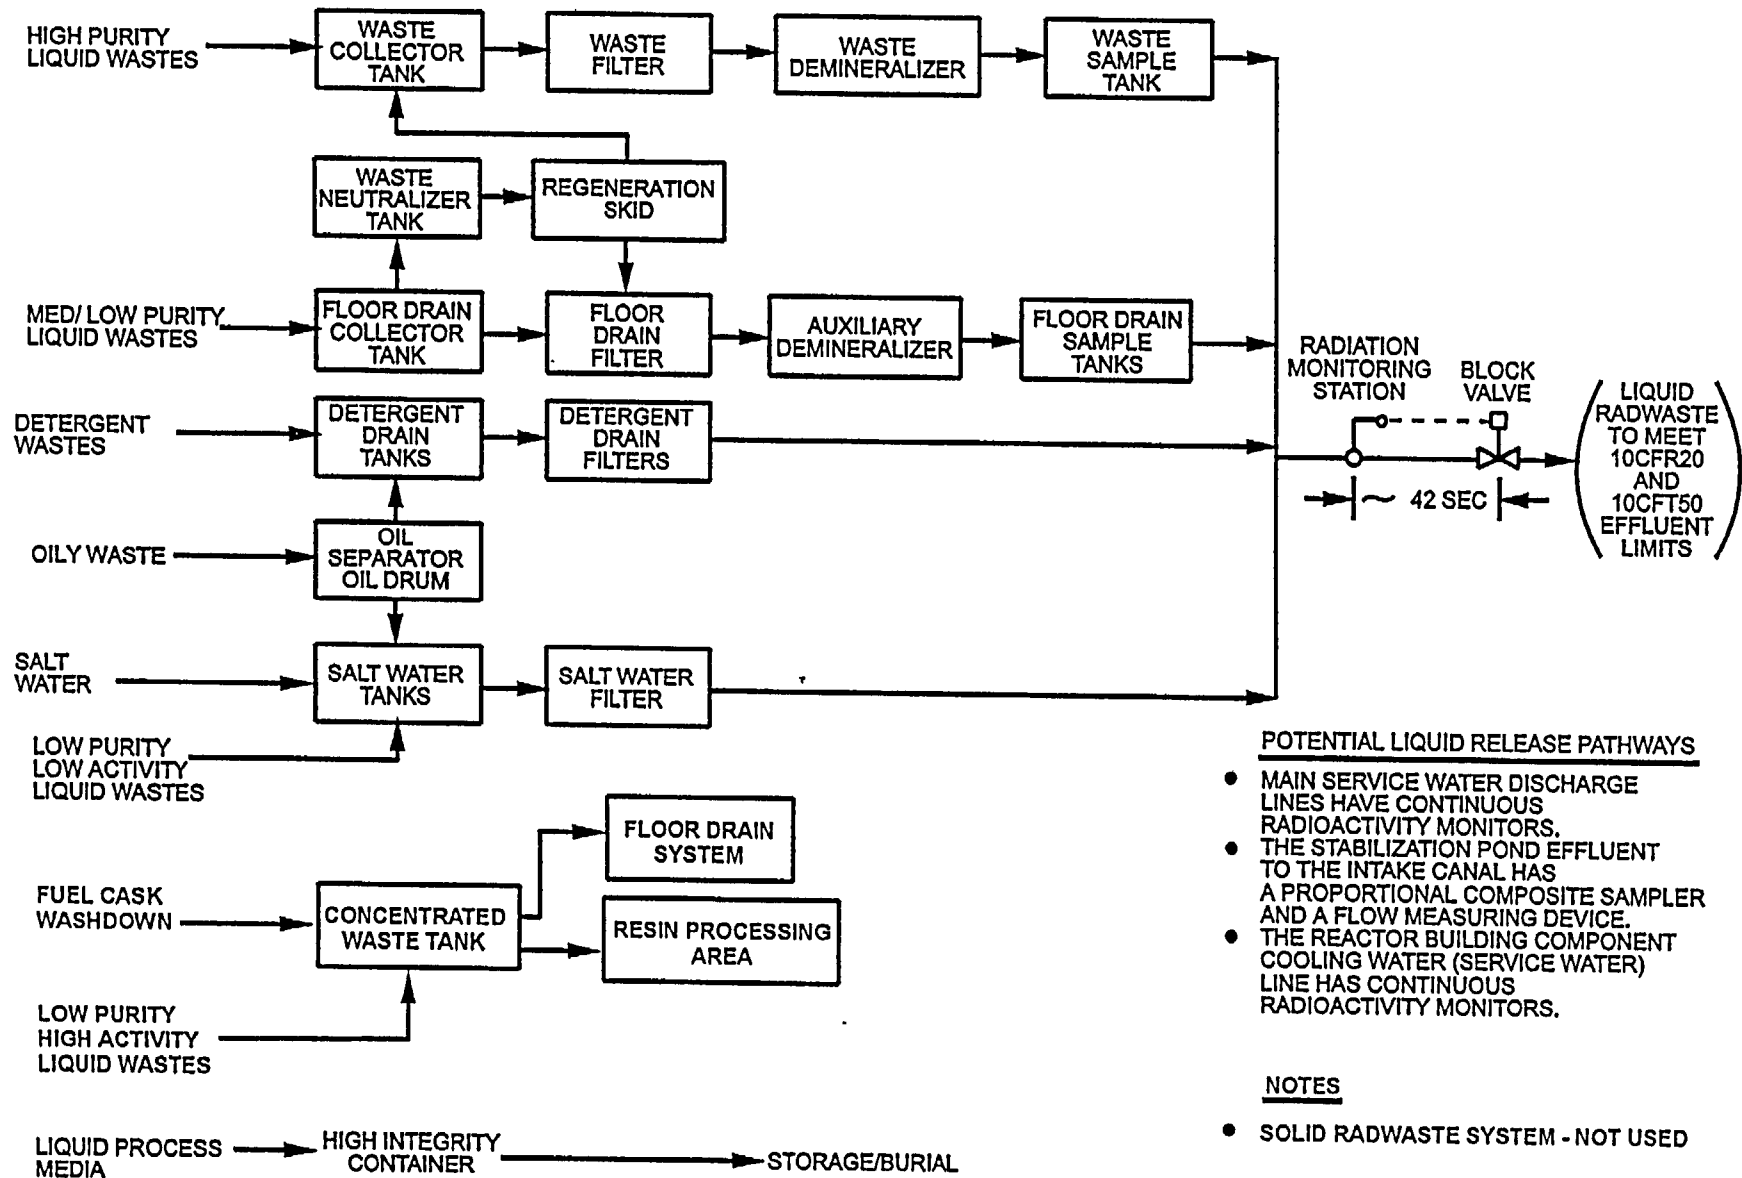 HIGH PURITY
LIQUID WASTES
WASTE
COLLECTOR
TANK
WASTE
FILTER
WASTE
DEMINERALIZER
WASTE
SAMPLE
TANK
WASTE
NEUTRALIZER
TANK
REGENERATION
SKID
MED/ LOW PURITY
LIQUID WASTES
FLOOR DRAIN
COLLECTOR
TANK
FLOOR
DRAIN
FILTER
AUXILIARY
DEMINERALIZER
FLOOR DRAIN
SAMPLE
TANKS
RADIATION
MONITORING
STATION
BLOCK
VALVE
~ 42 SEC
LIQUID
RADWASTE
TO MEET
10CFR20
AND
10CFT50
EFFLUENT
LIMITS
DETERGENT
WASTES
DETERGENT
DRAIN
TANKS
DETERGENT
DRAIN
FILTERS
OILY WASTE
OIL
SEPARATOR
OIL DRUM
SALT
WATER
SALT WATER
TANKS
SALT WATER
FILTER
LOW PURITY
LOW ACTIVITY
LIQUID WASTES
FLOOR DRAIN
SYSTEM
FUEL CASK
WASHDOWN
CONCENTRATED
WASTE TANK
RESIN PROCESSING
AREA
LOW PURITY
HIGH ACTIVITY
LIQUID WASTES
LIQUID PROCESS
MEDIA
HIGH INTEGRITY
CONTAINER
STORAGE/BURIAL
POTENTIAL LIQUID RELEASE PATHWAYS
● MAIN SERVICE WATER DISCHARGE
LINES HAVE CONTINUOUS
RADIOACTIVITY MONITORS.
● THE STABILIZATION POND EFFLUENT
TO THE INTAKE CANAL HAS
A PROPORTIONAL COMPOSITE SAMPLER
AND A FLOW MEASURING DEVICE.
● THE REACTOR BUILDING COMPONENT
COOLING WATER (SERVICE WATER)
LINE HAS CONTINUOUS
RADIOACTIVITY MONITORS.
NOTES
● SOLID RADWASTE SYSTEM - NOT USED